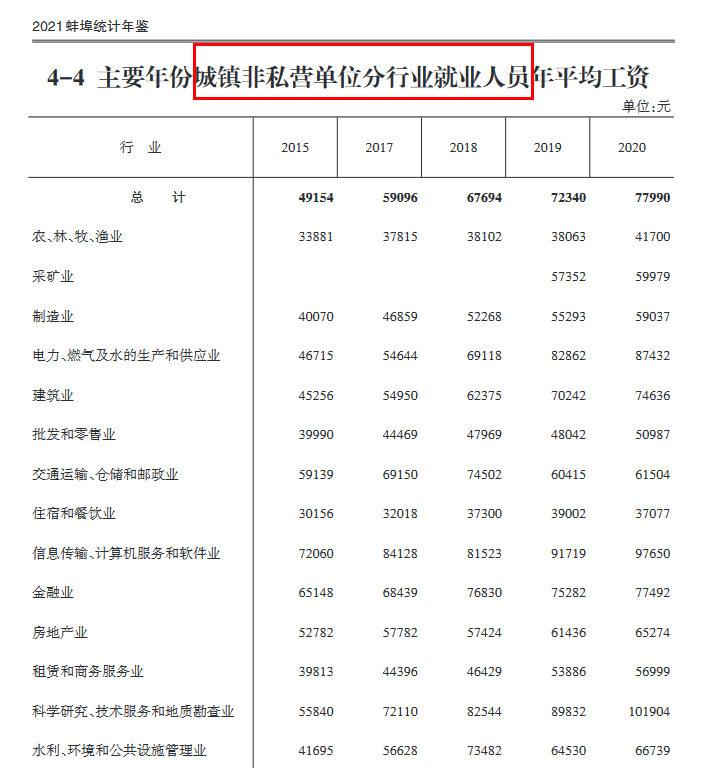 2021蚌埠统计年鉴
4-4 主要年份城镇非私营单位分行业就业人员年平均工资
单位:元
行 业 2015 2017 2018 2019 2020
总 计 49154 59096 67694 72340 77990
农、林、牧、渔业 33881 37815 38102 38063 41700
采矿业 57352 59979
制造业 40070 46859 52268 55293 59037
电力、燃气及水的生产和供应业 46715 54644 69118 82862 87432
建筑业 45256 54950 62375 70242 74636
批发和零售业 39990 44469 47969 48042 50987
交通运输、仓储和邮政业 59139 69150 74502 60415 61504
住宿和餐饮业 30156 32018 37300 39002 37077
信息传输、计算机服务和软件业 72060 84128 81523 91719 97650
金融业 65148 68439 76830 75282 77492
房地产业 52782 57782 57424 61436 65274
租赁和商务服务业 39813 44396 46429 53886 56999
科学研究、技术服务和地质勘查业 55840 72110 82544 89832 101904
水利、环境和公共设施管理业 41695 56628 73482 64530 66739